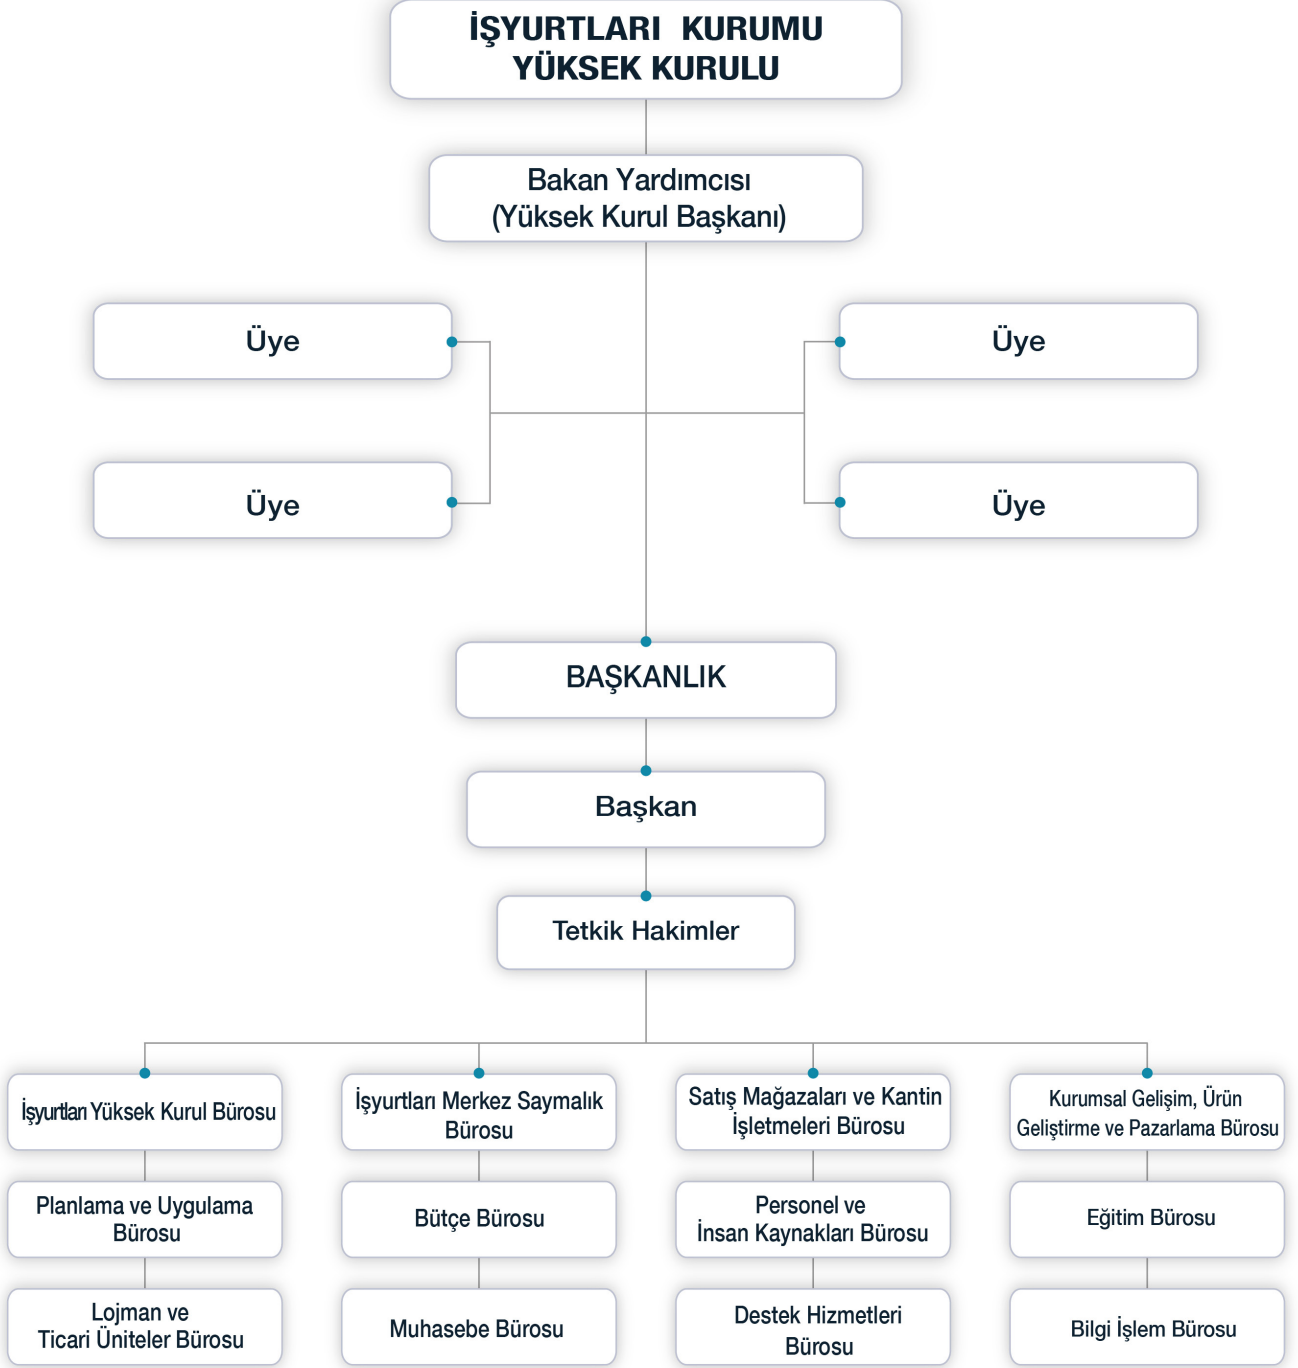 İŞYURTLARI KURUMU
YÜKSEK KURULU
Bakan Yardımcısı
(Yüksek Kurul Başkanı)
Üye
Üye
Üye
Üye
BAŞKANLIK
Başkan
Tetkik Hakimler
İşyurtları Yüksek Kurul Bürosu
İşyurtları Merkez Saymalık
Bürosu
Satış Mağazaları ve Kantin
İşletmeleri Bürosu
Kurumsal Gelişim, Ürün
Geliştirme ve Pazarlama Bürosu
Planlama ve Uygulama
Bürosu
Bütçe Bürosu
Personel ve
İnsan Kaynakları Bürosu
Eğitim Bürosu
Lojman ve
Ticari Üniteler Bürosu
Muhasebe Bürosu
Destek Hizmetleri
Bürosu
Bilgi İşlem Bürosu